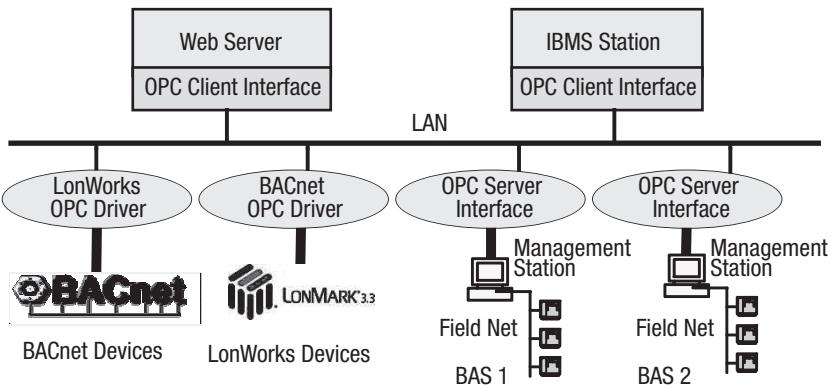 Web Server
OPC Client Interface
IBMS Station
OPC Client Interface
LAN
LonWorks
OPC Driver
BACnet
OPC Driver
OPC Server
Interface
OPC Server
Interface
BACnet
BACnet Devices
LONMARK® 3.3
LonWorks Devices
Management
Station
Field Net
BAS 1
Management
Station
Field Net
BAS 2